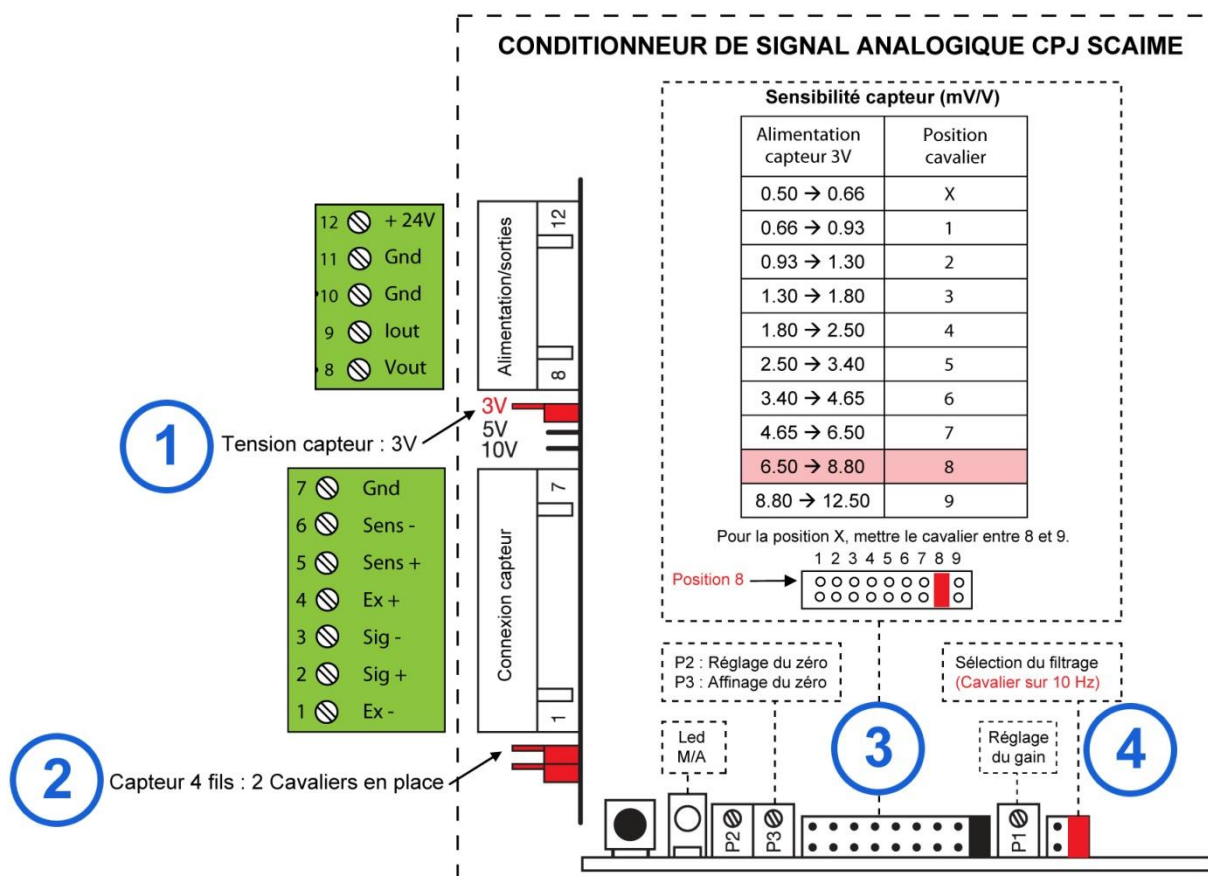 CONDITIONNEUR DE SIGNAL ANALOGIQUE CPJ SCAIME
Sensibilité capteur (mV/V)
Alimentation capteur 3V
Position cavalier
0.50 → 0.66 X
0.66 → 0.93 1
0.93 → 1.30 2
1.30 → 1.80 3
1.80 → 2.50 4
2.50 → 3.40 5
3.40 → 4.65 6
4.65 → 6.50 7
6.50 → 8.80 8
8.80 → 12.50 9
Pour la position X, mettre le cavalier entre 8 et 9.
1 2 3 4 5 6 7 8 9
Position 8
12 + 24V
11 Gnd
10 Gnd
9 Iout
8 Vout
Alimentation/sorties
12
8
3V
5V
10V
1
Tension capteur : 3V
7 Gnd
6 Sens -
5 Sens +
4 Ex +
3 Sig -
2 Sig +
1 Ex -
Connexion capteur
7
1
2
Capteur 4 fils : 2 Cavaliers en place
P2 : Réglage du zéro
P3 : Affinage du zéro
Sélection du filtrage
(Cavalier sur 10 Hz)
Led
M/A
3
Réglage
du gain
4
P2
P3
P1